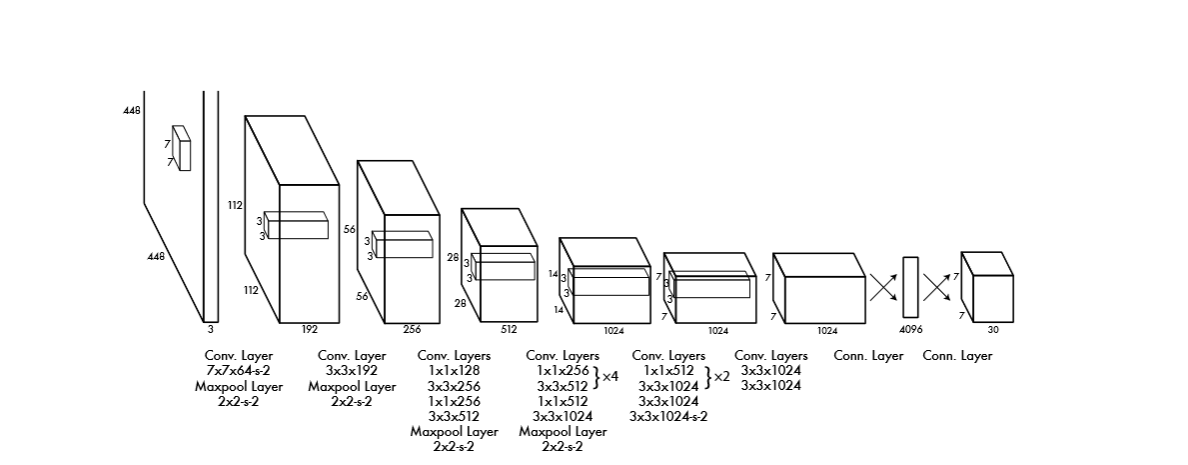 448
7
7
448
3
112
3
3
112
192
56
3
3
56
256
28
3
3
28
512
14
3
3
14
1024
7
3
3
7
1024
7
7
1024
4096
7
7
30
Conv. Layer
7x7x64-s-2
Maxpool Layer
2x2-s-2
Conv. Layer
3x3x192
Maxpool Layer
2x2-s-2
Conv. Layers
1x1x128
3x3x256
1x1x256
3x3x512
Maxpool Layer
2x2-s-2
Conv. Layers
1x1x256
3x3x512 }×4
1x1x512
3x3x1024
Maxpool Layer
2x2-s-2
Conv. Layers
1x1x512
3x3x1024 }×2
3x3x1024
3x3x1024-s-2
Conv. Layers
3x3x1024
3x3x1024
Conn. Layer
Conn. Layer